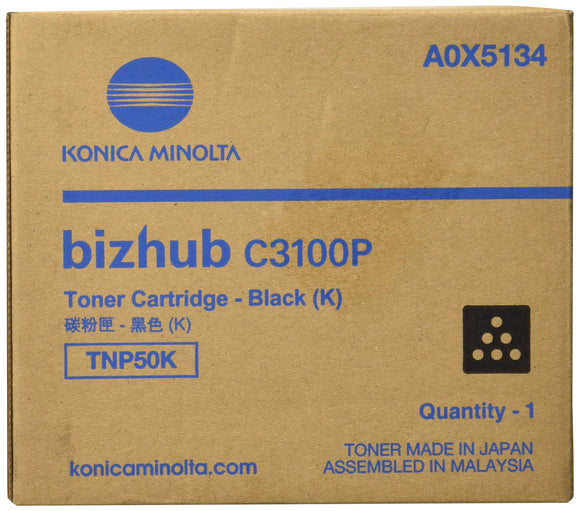 A0X5134
KONICA MINOLTA
bizhub C3100P
Toner Cartridge - Black (K)
碳粉匣 - 黑色 (K)
TNP50K
Quantity - 1
TONER MADE IN JAPAN
ASSEMBLED IN MALAYSIA
konicaminolta.com